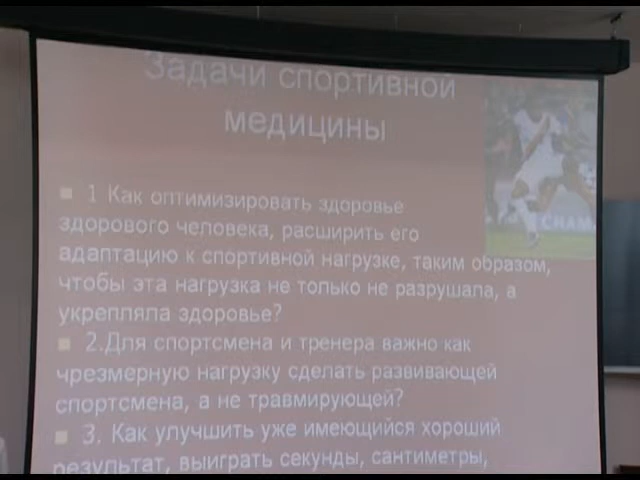 Задачи спортивной
медицины
1 Как оптимизировать здоровье
здорового человека, расширить его
адаптацию к спортивной нагрузке, таким образом,
чтобы эта нагрузка не только не разрушала, а
укрепляла здоровье?
2.Для спортсмена и тренера важно как
чрезмерную нагрузку сделать развивающей
спортсмена, а не травмирующей?
3. Как улучшить уже имеющийся хороший
результат, выиграть секунды, сантиметры,